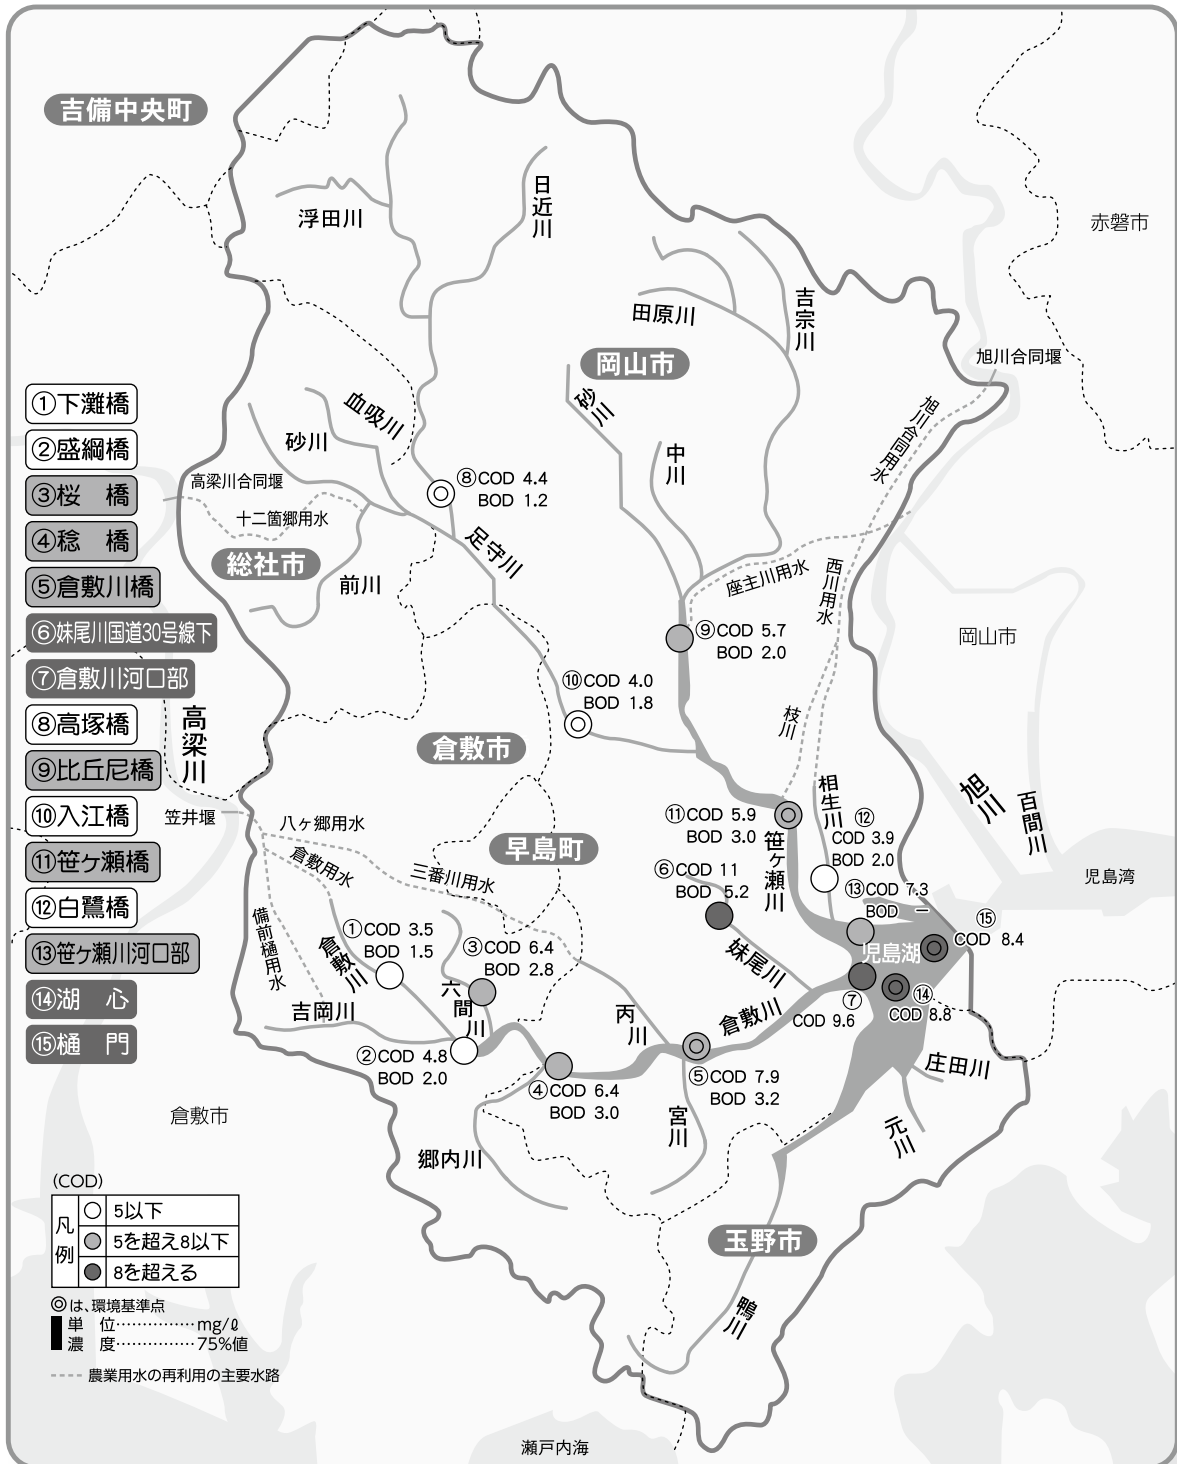 吉備中央町
赤磐市
浮田川
日近川
田原川
吉宗川
岡山市
旭川合同堰
旭川合同用水
砂川
中川
血吸川
砂川
高梁川合同堰
十二箇郷用水
総社市
前川
足守川
⑧COD 4.4
BOD 1.2
座主川用水
西川用水
岡山市
⑨COD 5.7
BOD 2.0
⑩COD 4.0
BOD 1.8
枝川
倉敷市
高梁川
笠井堰
八ヶ郷用水
倉敷用水
三番川用水
備前樋用水
早島町
⑪COD 5.9
BOD 3.0
笹ヶ瀬川
相生川
⑫
COD 3.9
BOD 2.0
旭川
百間川
児島湾
⑥COD 11
BOD 5.2
⑬COD 7.3
BOD －
⑮
COD 8.4
児島湖
妹尾川
①COD 3.5
BOD 1.5
倉敷川
③COD 6.4
BOD 2.8
六間川
吉岡川
②COD 4.8
BOD 2.0
丙川
倉敷川
⑦
COD 9.6
⑭
COD 8.8
④COD 6.4
BOD 3.0
⑤COD 7.9
BOD 3.2
庄田川
元川
宮川
郷内川
倉敷市
玉野市
鴨川
瀬戸内海
①下灘橋
②盛綱橋
③桜　橋
④稔　橋
⑤倉敷川橋
⑥妹尾川国道30号線下
⑦倉敷川河口部
⑧高塚橋
⑨比丘尼橋
⑩入江橋
⑪笹ヶ瀬橋
⑫白鷺橋
⑬笹ヶ瀬川河口部
⑭湖　心
⑮樋　門
(COD)
凡例
5以下
5を超え8以下
8を超える
◎は、環境基準点
単　位……………mg/ℓ
濃　度……………75%値
農業用水の再利用の主要水路